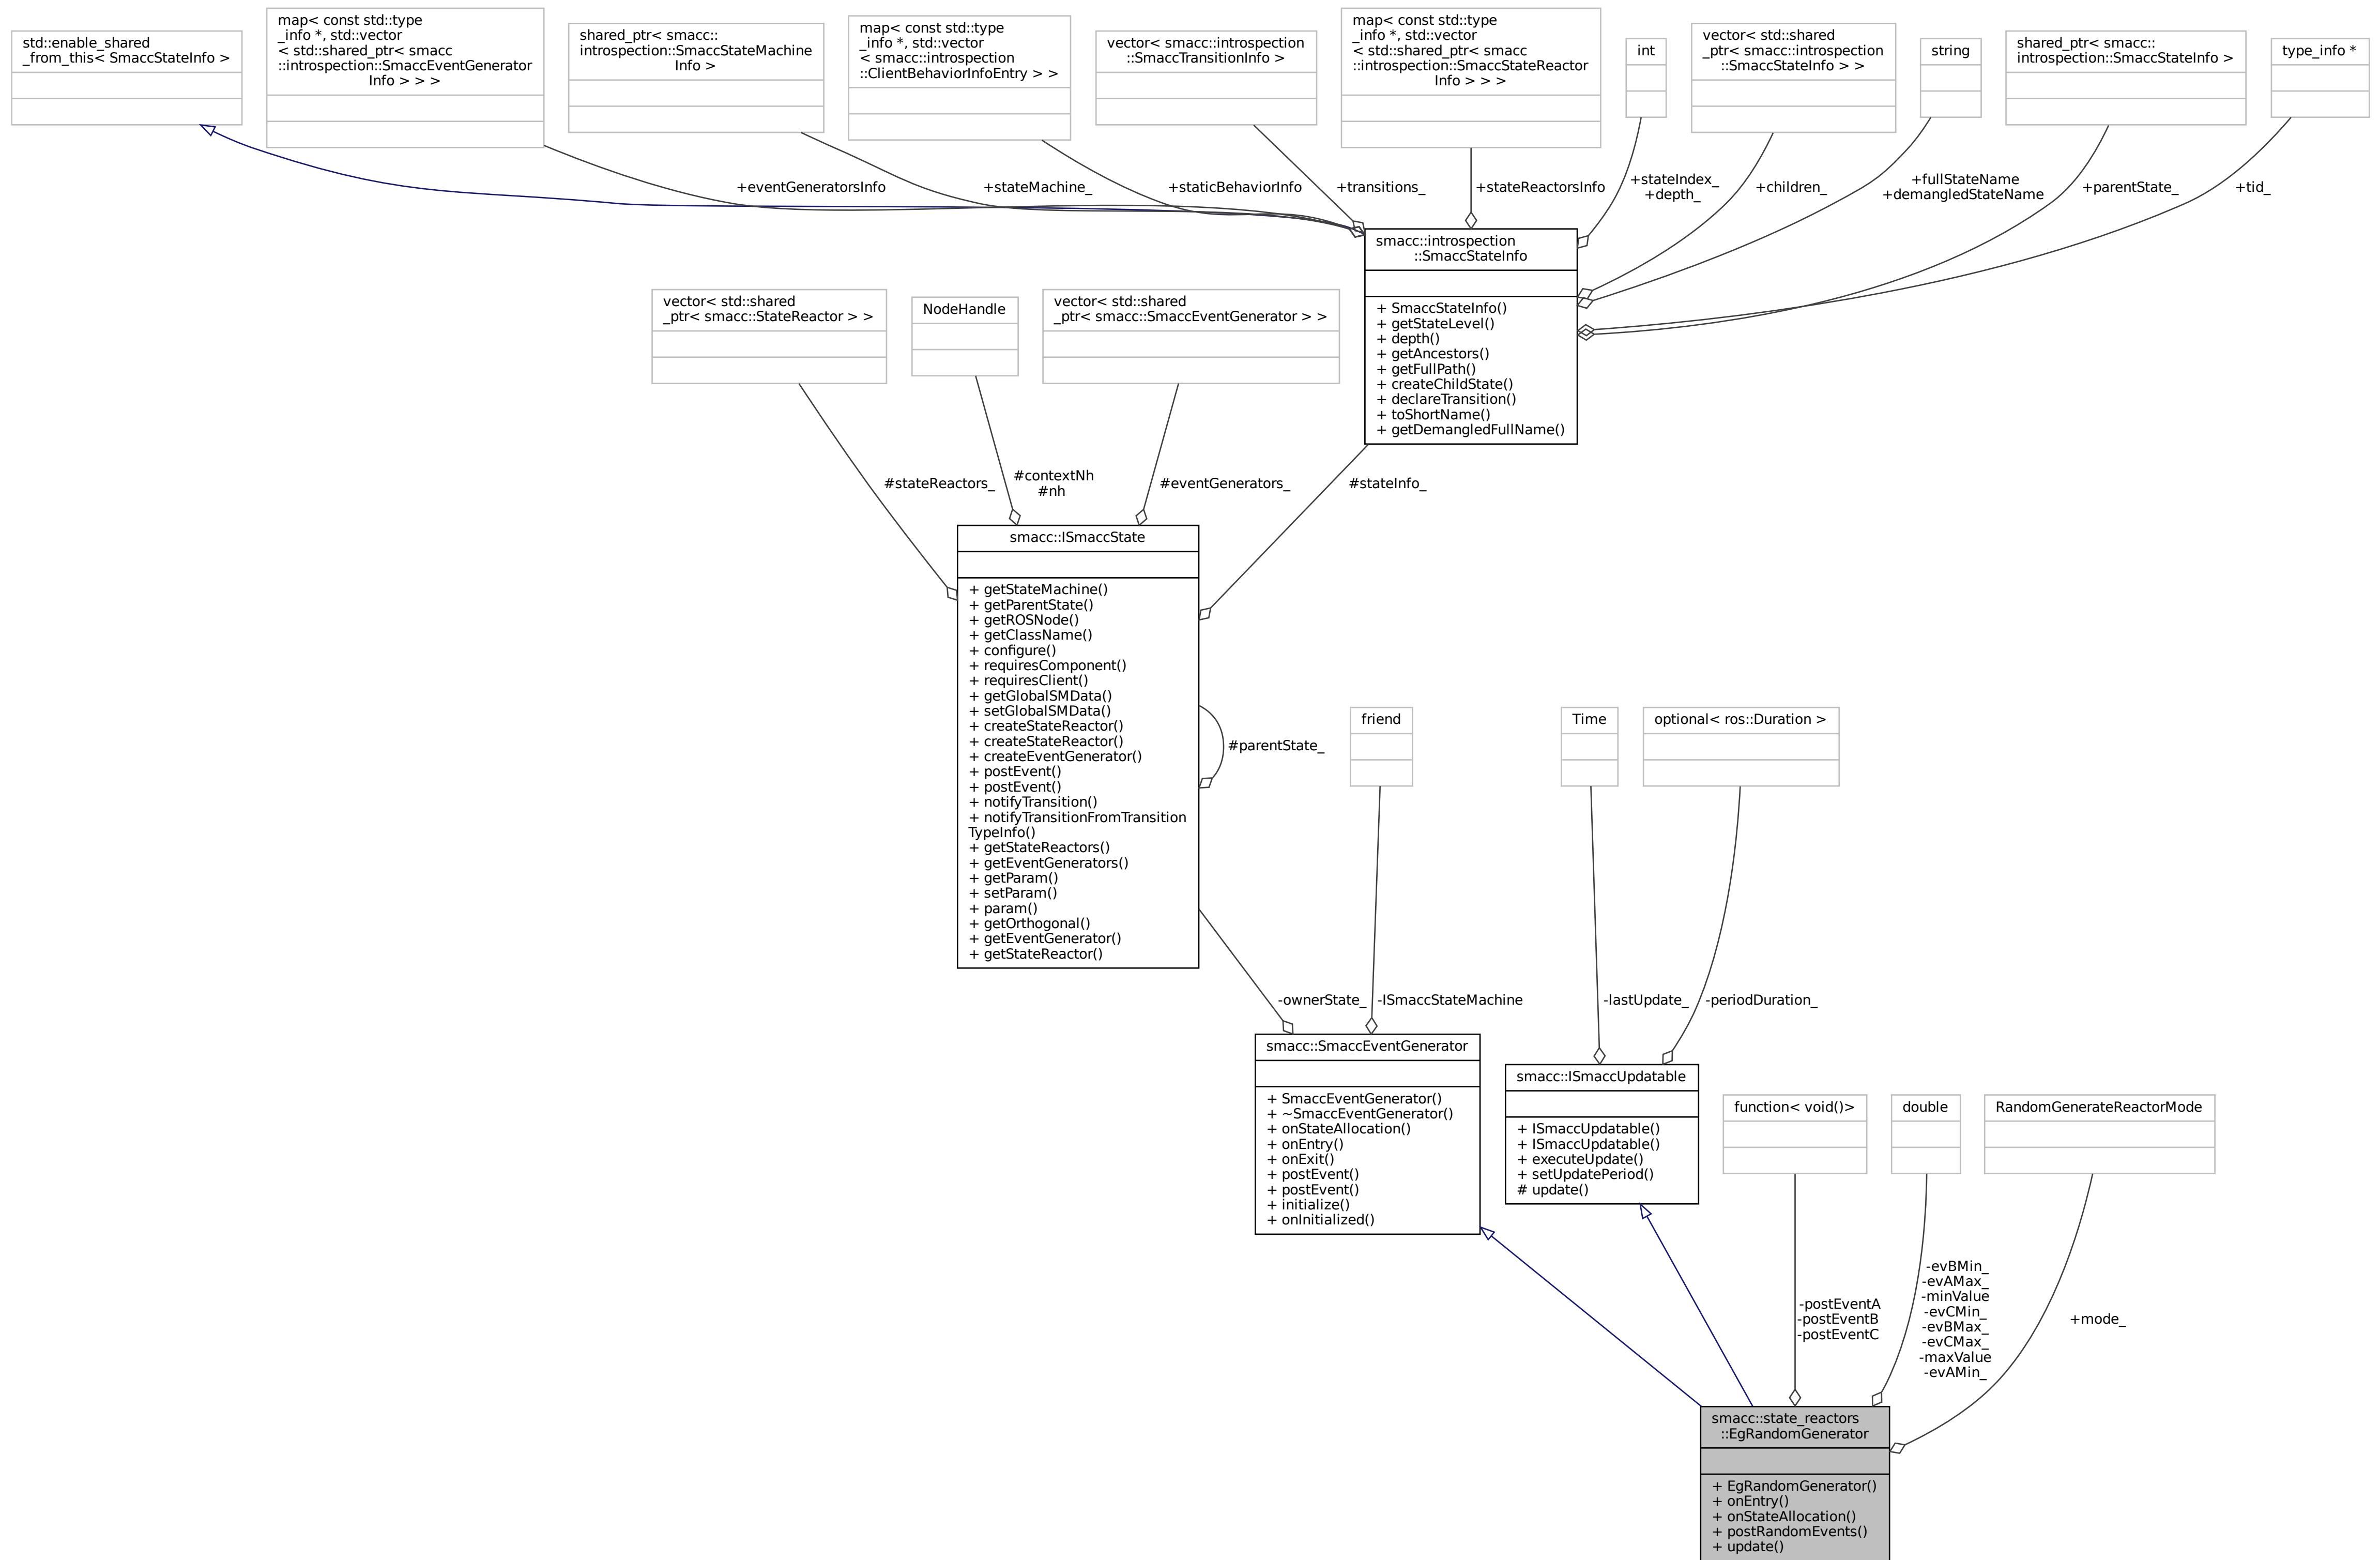 std::enable_shared
_from_this< SmaccStateInfo >
map< const std::type
_info *, std::vector
< std::shared_ptr< smacc
::introspection::SmaccEventGenerator
Info > > >
shared_ptr< smacc::
introspection::SmaccStateMachine
Info >
map< const std::type
_info *, std::vector
< smacc::introspection
::ClientBehaviorInfoEntry > >
vector< smacc::introspection
::SmaccTransitionInfo >
map< const std::type
_info *, std::vector
< std::shared_ptr< smacc
::introspection::SmaccStateReactor
Info > > >
int
vector< std::shared
_ptr< smacc::introspection
::SmaccStateInfo > >
string
shared_ptr< smacc::
introspection::SmaccStateInfo >
type_info *
+eventGeneratorsInfo
+stateMachine_
+staticBehaviorInfo
+transitions_
+stateReactorsInfo
+stateIndex_
+depth_
+children_
+fullStateName
+demangledStateName
+parentState_
+tid_
smacc::introspection
::SmaccStateInfo
+ SmaccStateInfo()
+ getStateLevel()
+ depth()
+ getAncestors()
+ getFullPath()
+ createChildState()
+ declareTransition()
+ toShortName()
+ getDemangledFullName()
vector< std::shared
_ptr< smacc::StateReactor > >
NodeHandle
vector< std::shared
_ptr< smacc::SmaccEventGenerator > >
#stateReactors_
#contextNh
#nh
#eventGenerators_
#stateInfo_
smacc::ISmaccState
+ getStateMachine()
+ getParentState()
+ getROSNode()
+ getClassName()
+ configure()
+ requiresComponent()
+ requiresClient()
+ getGlobalSMData()
+ setGlobalSMData()
+ createStateReactor()
+ createStateReactor()
+ createEventGenerator()
+ postEvent()
+ postEvent()
+ notifyTransition()
+ notifyTransitionFromTransition
TypeInfo()
+ getStateReactors()
+ getEventGenerators()
+ getParam()
+ setParam()
+ param()
+ getOrthogonal()
+ getEventGenerator()
+ getStateReactor()
#parentState_
friend
Time
optional< ros::Duration >
-ownerState_
-ISmaccStateMachine
-lastUpdate_
-periodDuration_
smacc::SmaccEventGenerator
+ SmaccEventGenerator()
+ ~SmaccEventGenerator()
+ onStateAllocation()
+ onEntry()
+ onExit()
+ postEvent()
+ postEvent()
+ initialize()
+ onInitialized()
smacc::ISmaccUpdatable
+ ISmaccUpdatable()
+ ISmaccUpdatable()
+ executeUpdate()
+ setUpdatePeriod()
# update()
function< void()>
double
RandomGenerateReactorMode
-postEventA
-postEventB
-postEventC
-evBMin_
-evAMax_
-minValue
-evCMin_
-evBMax_
-evCMax_
-maxValue
-evAMin_
+mode_
smacc::state_reactors
::EgRandomGenerator
+ EgRandomGenerator()
+ onEntry()
+ onStateAllocation()
+ postRandomEvents()
+ update()